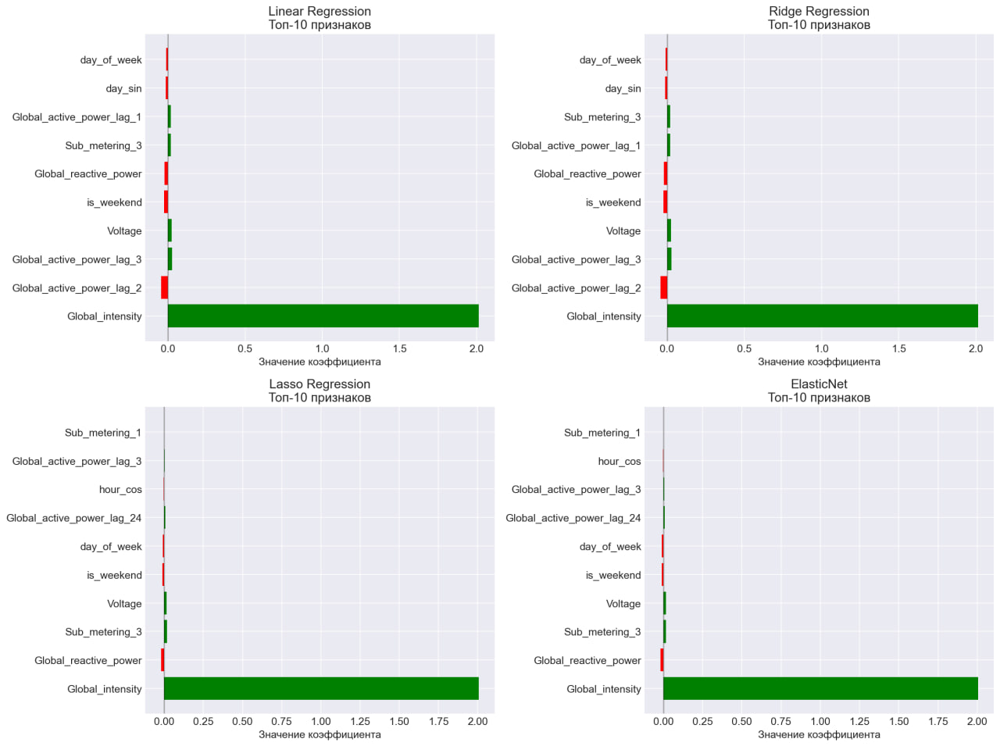 Linear Regression
Топ-10 признаков
day_of_week
day_sin
Global_active_power_lag_1
Sub_metering_3
Global_reactive_power
is_weekend
Voltage
Global_active_power_lag_3
Global_active_power_lag_2
Global_intensity
0.0 0.5 1.0 1.5 2.0
Значение коэффициента
Ridge Regression
Топ-10 признаков
day_of_week
day_sin
Sub_metering_3
Global_active_power_lag_1
Global_reactive_power
is_weekend
Voltage
Global_active_power_lag_3
Global_active_power_lag_2
Global_intensity
0.0 0.5 1.0 1.5 2.0
Значение коэффициента
Lasso Regression
Топ-10 признаков
Sub_metering_1
Global_active_power_lag_3
hour_cos
Global_active_power_lag_24
day_of_week
is_weekend
Voltage
Sub_metering_3
Global_reactive_power
Global_intensity
0.00 0.25 0.50 0.75 1.00 1.25 1.50 1.75 2.00
Значение коэффициента
ElasticNet
Топ-10 признаков
Sub_metering_1
hour_cos
Global_active_power_lag_3
Global_active_power_lag_24
day_of_week
is_weekend
Voltage
Sub_metering_3
Global_reactive_power
Global_intensity
0.00 0.25 0.50 0.75 1.00 1.25 1.50 1.75 2.00
Значение коэффициента